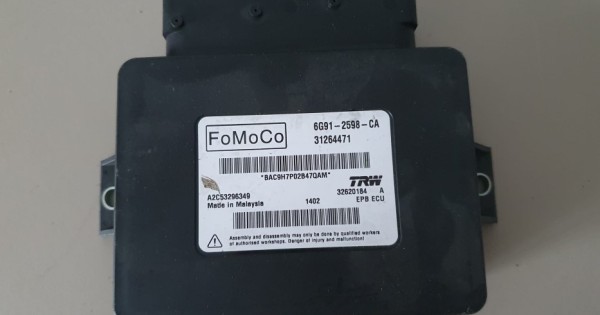 FoMoCo
6G91-2598-CA
31264471
*BAC9H7P02B47QAM*
TRW
A2C53296349
32620184 A
Made in Malaysia
1402
EPB ECU
Assembly and disassembly may only be done by qualified workers
of authorised workshops. Danger of injury and malfunction!